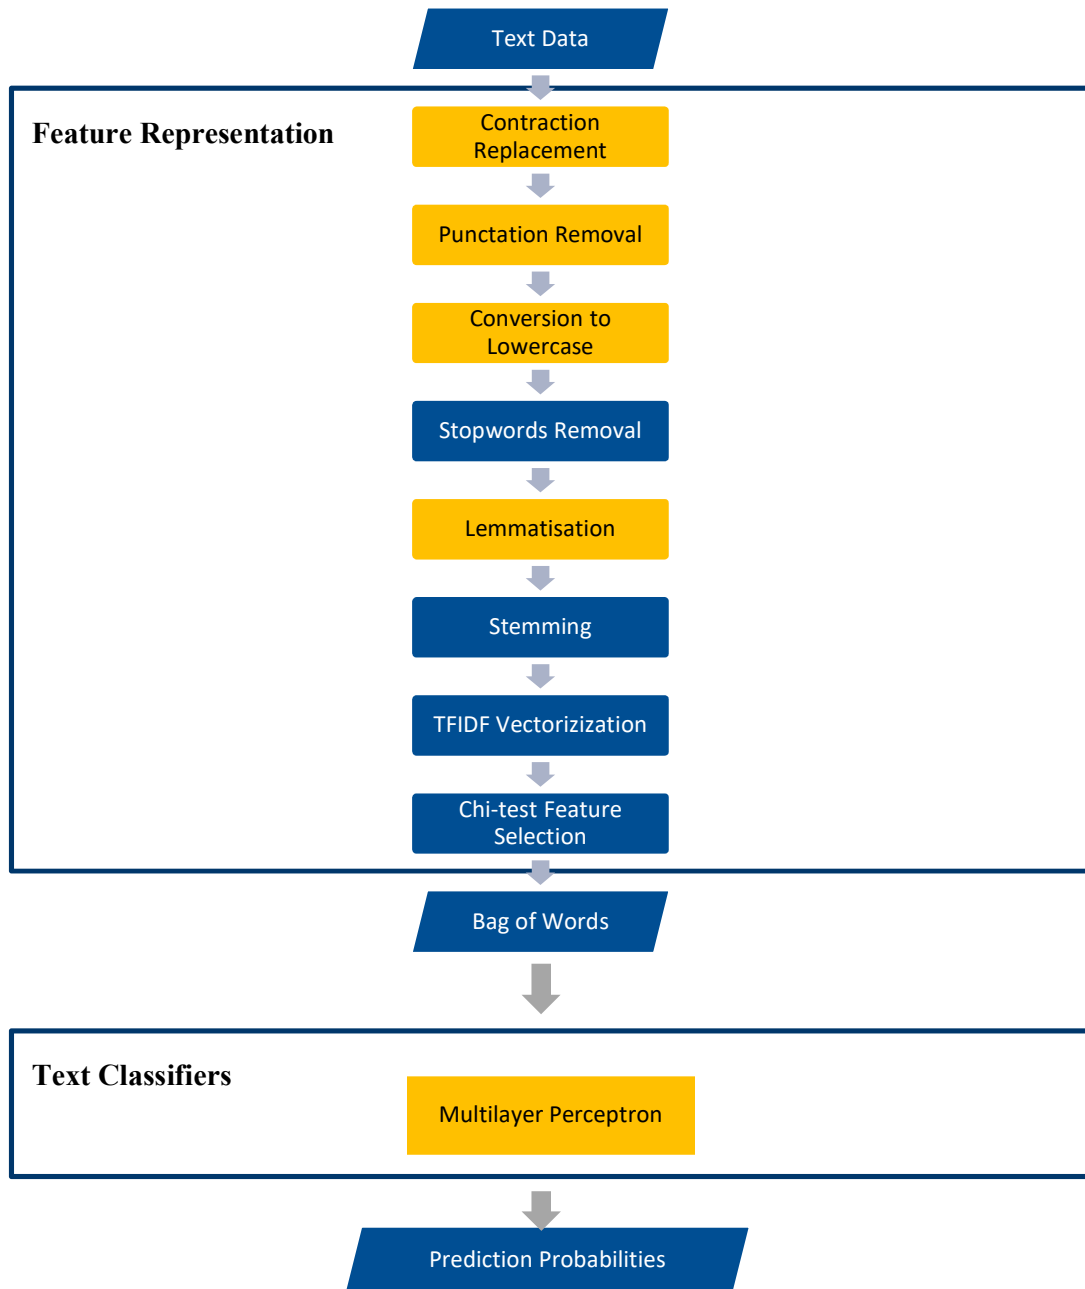 Text Data
Feature Representation
Contraction
Replacement
Punctation Removal
Conversion to
Lowercase
Stopwords Removal
Lemmatisation
Stemming
TFIDF Vectorizization
Chi-test Feature
Selection
Bag of Words
Text Classifiers
Multilayer Perceptron
Prediction Probabilities